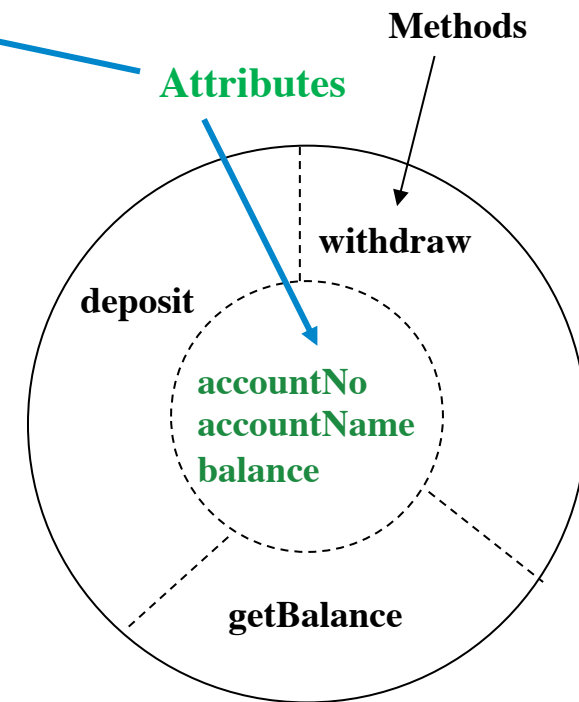 Methods
Attributes
withdraw
deposit
accountNo
accountName
balance
getBalance